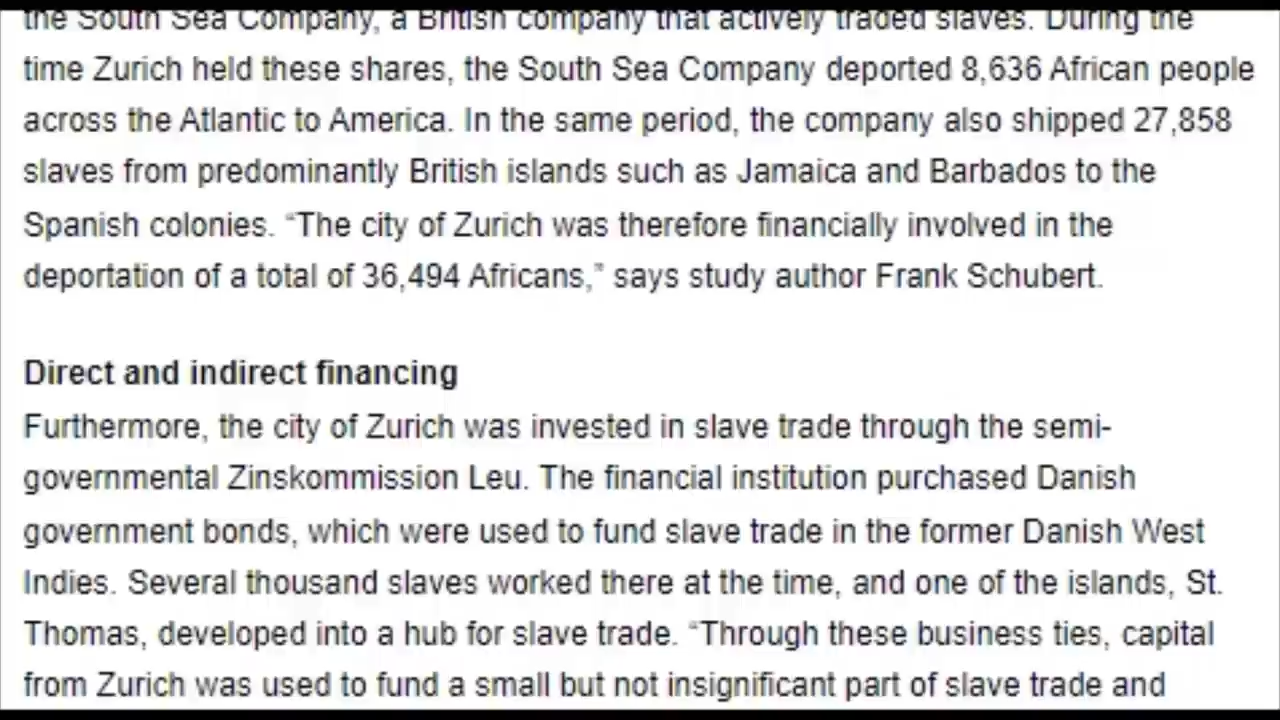 the South Sea Company, a British company that actively traded slaves. During the
time Zurich held these shares, the South Sea Company deported 8,636 African people
across the Atlantic to America. In the same period, the company also shipped 27,858
slaves from predominantly British islands such as Jamaica and Barbados to the
Spanish colonies. “The city of Zurich was therefore financially involved in the
deportation of a total of 36,494 Africans,” says study author Frank Schubert.
Direct and indirect financing
Furthermore, the city of Zurich was invested in slave trade through the semi-
governmental Zinskommission Leu. The financial institution purchased Danish
government bonds, which were used to fund slave trade in the former Danish West
Indies. Several thousand slaves worked there at the time, and one of the islands, St.
Thomas, developed into a hub for slave trade. “Through these business ties, capital
from Zurich was used to fund a small but not insignificant part of slave trade and